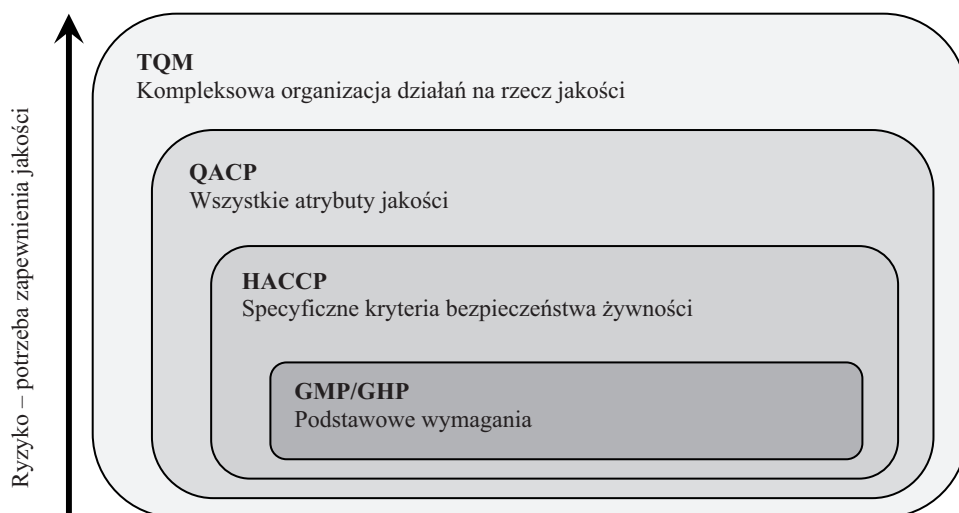 TQM
Kompleksowa organizacja działań na rzecz jakości
QACP
Wszystkie atrybuty jakości
HACCP
Specyficzne kryteria bezpieczeństwa żywności
GMP/GHP
Podstawowe wymagania
Ryzyko – potrzeba zapewnienia jakości